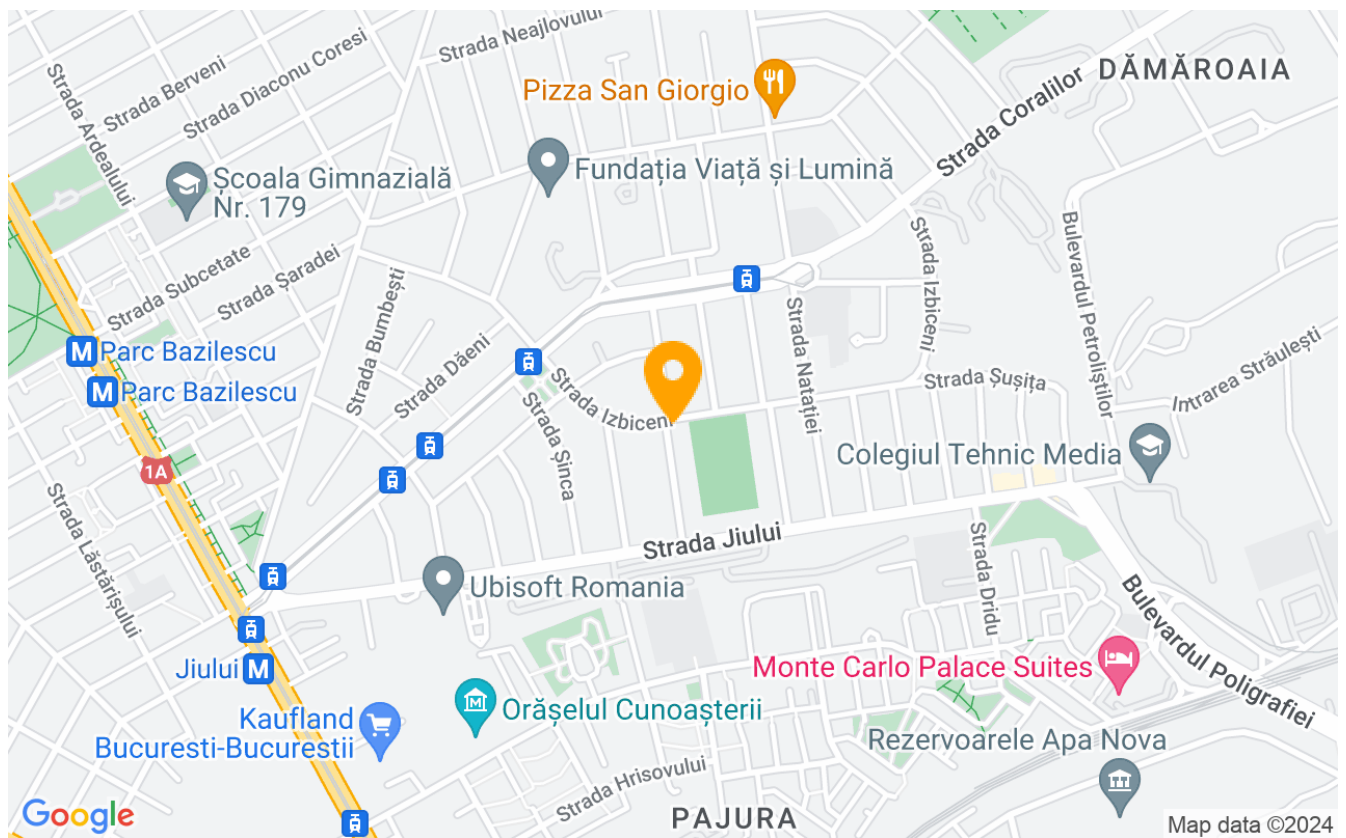 Strada Neajlovului
DĂMĂROAIA
Strada Berveni
Strada Diaconu Coresi
Pizza San Giorgio
Strada Coralilor
Strada Ardealului
Școala Gimnazială
Nr. 179
Fundația Viață și Lumină
Strada Subcetate
Strada Șaradei
Strada Izbiceni
Bulevardul Petroliștilor
Strada Bumbești
Strada Dăeni
Strada Natației
Intrarea Străulești
M Parc Bazilescu
M Parc Bazilescu
Strada Izbiceni
Strada Șușița
Strada Șinca
Colegiul Tehnic Media
1A
Strada Lăstărișului
Strada Jiului
Strada Dridu
Ubisoft Romania
Bulevardul Poligrafiei
Jiului M
Monte Carlo Palace Suites
Orășelul Cunoașterii
Kaufland
Bucuresti-Bucurestii
Rezervoarele Apa Nova
Strada Hrisovului
PAJURA
Google
Map data ©2024